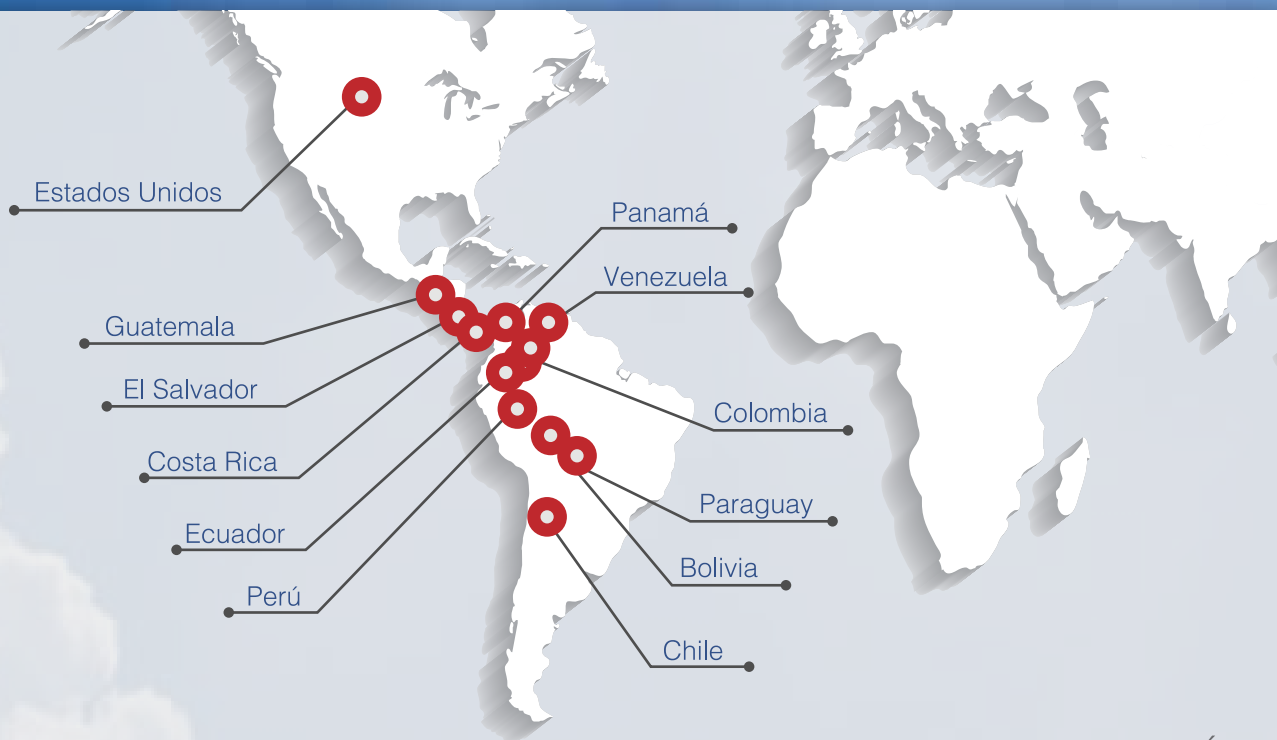 Estados Unidos
Panamá
Venezuela
Guatemala
El Salvador
Colombia
Costa Rica
Paraguay
Ecuador
Bolivia
Perú
Chile